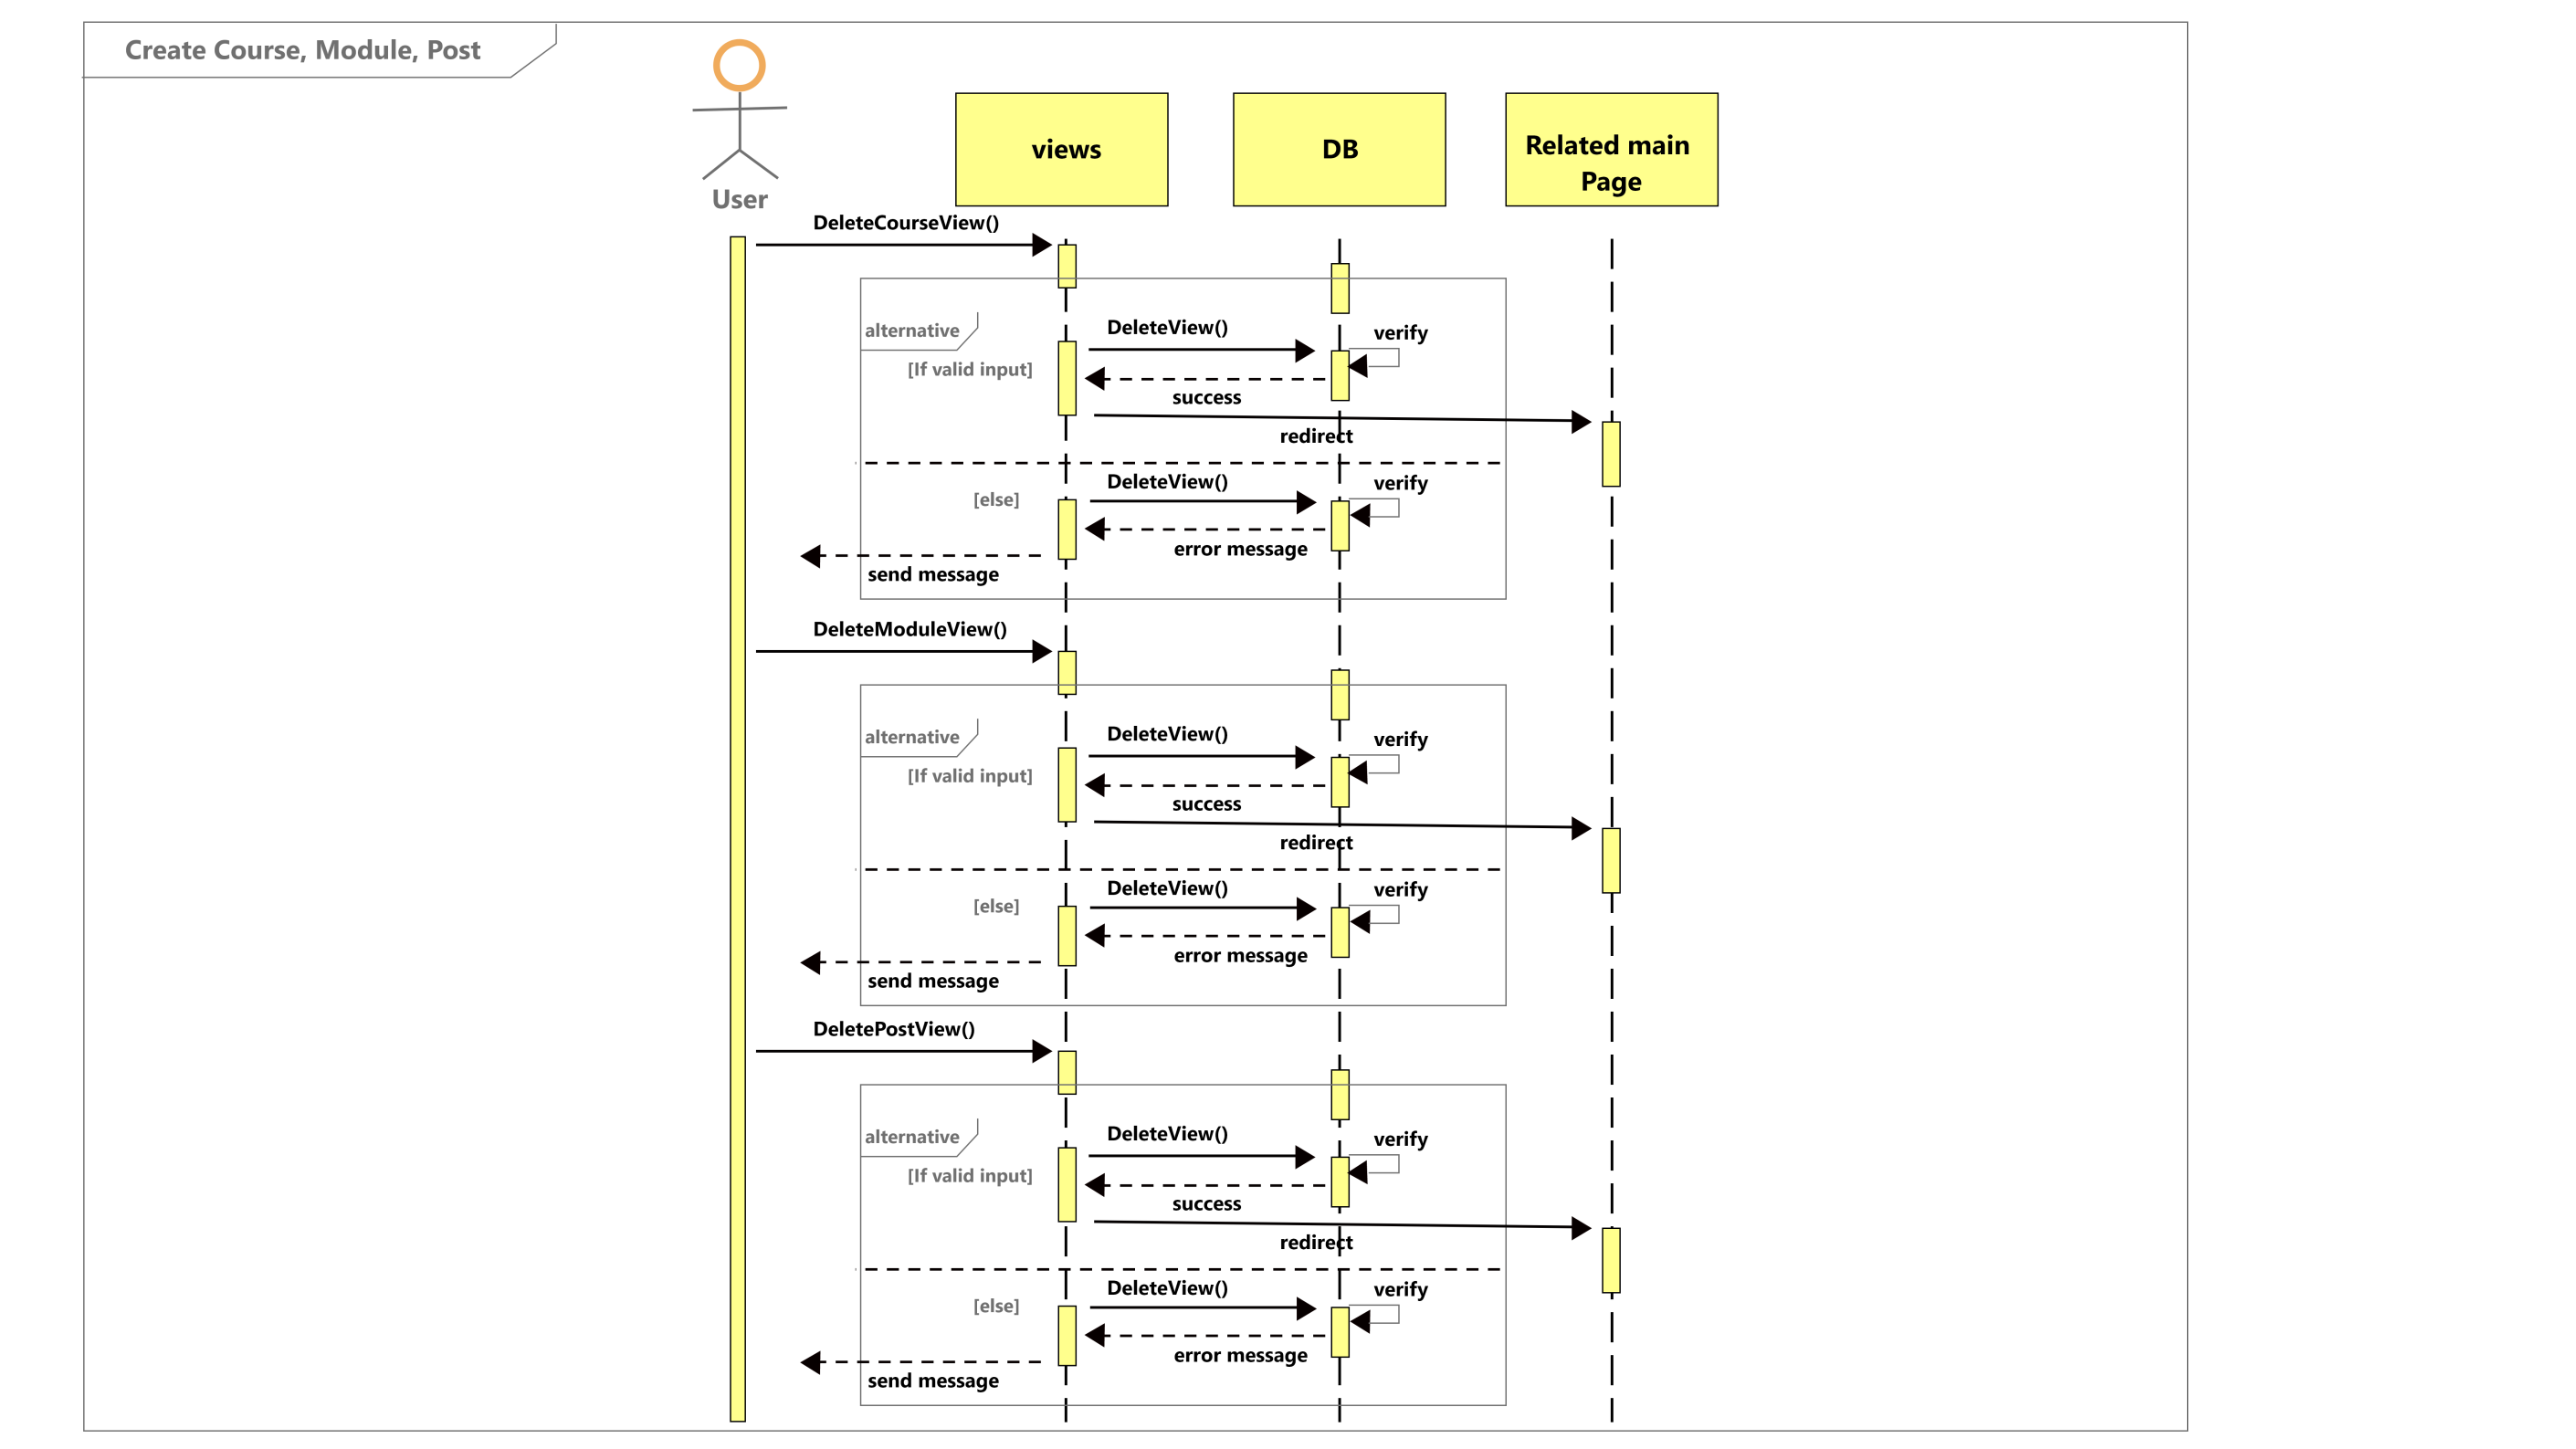 Create Course, Module, Post
User
views
DB
Related main
Page
DeleteCourseView()
alternative
DeleteView()
verify
[If valid input]
success
redirect
DeleteView()
verify
[else]
error message
send message
DeleteModuleView()
alternative
DeleteView()
verify
[If valid input]
success
redirect
DeleteView()
verify
[else]
error message
send message
DeletePostView()
alternative
DeleteView()
verify
[If valid input]
success
redirect
DeleteView()
verify
[else]
error message
send message